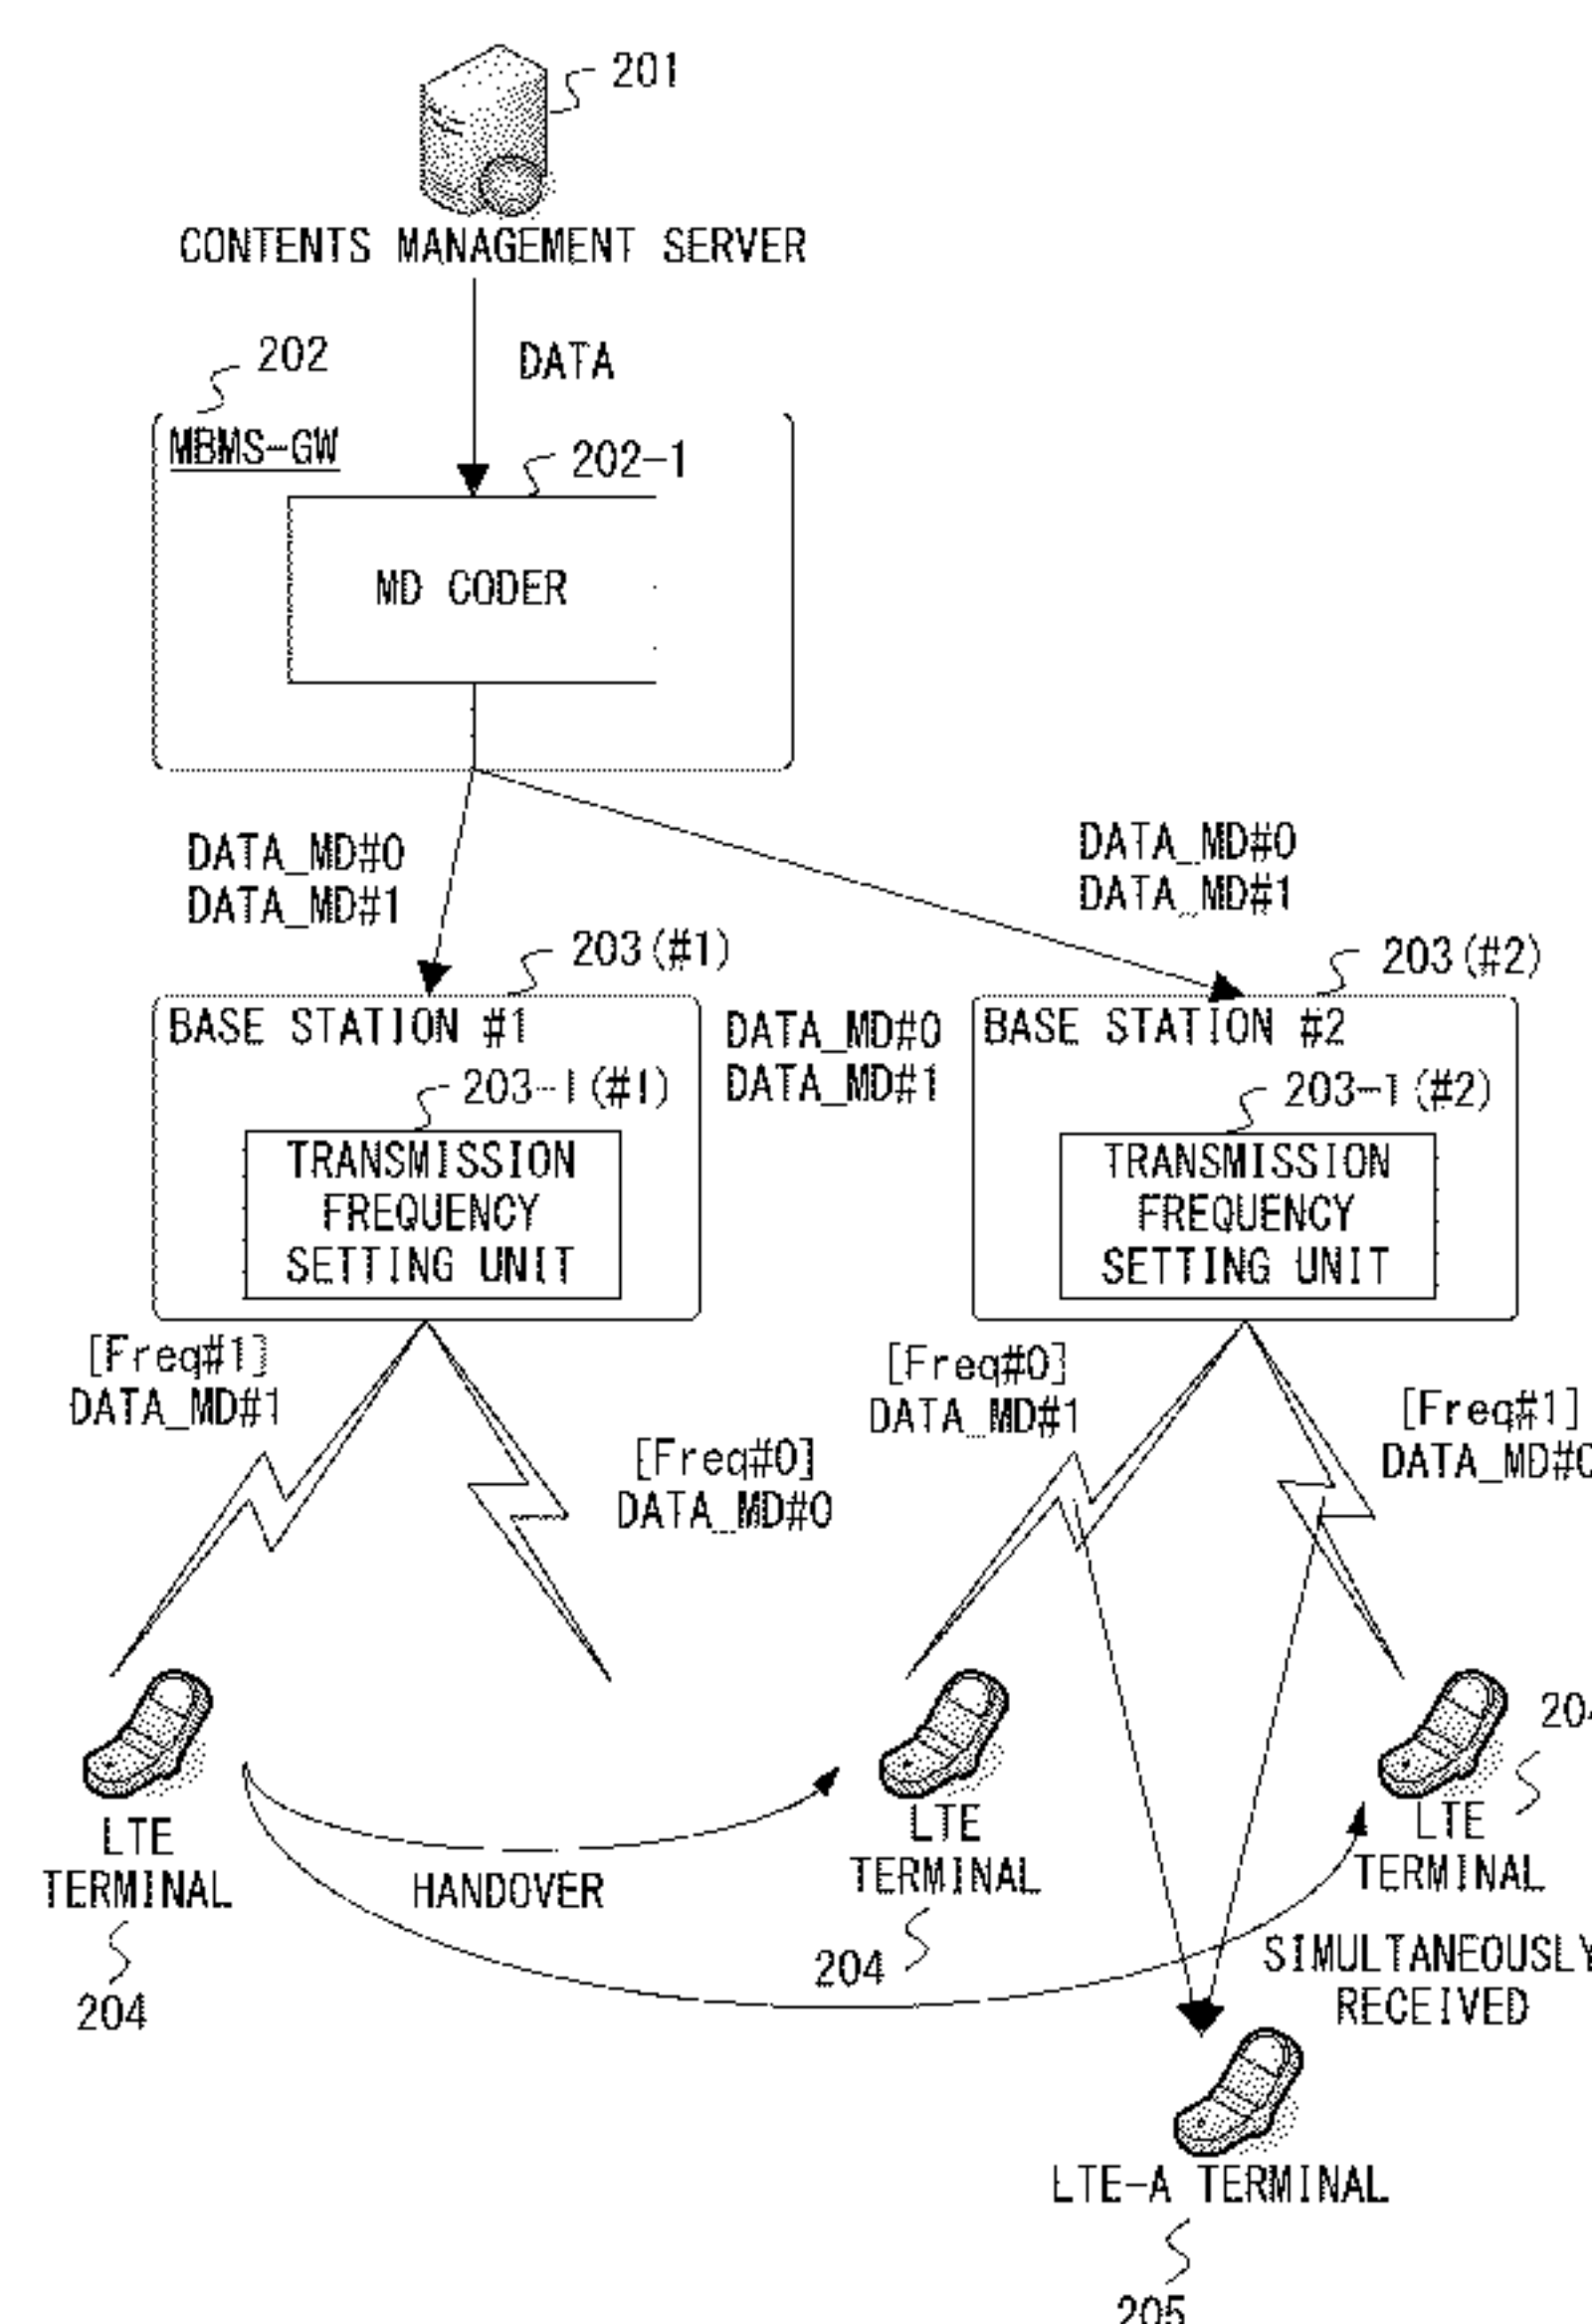 201
CONTENTS MANAGEMENT SERVER
202
DATA
MBMS-GW
202-1
MD CODER
DATA_MD#0
DATA_MD#1
DATA_MD#0
DATA_MD#1
203(#1)
203(#2)
BASE STATION #1
DATA_MD#0
DATA_MD#1
BASE STATION #2
203-1(#1)
203-1(#2)
TRANSMISSION
FREQUENCY
SETTING UNIT
TRANSMISSION
FREQUENCY
SETTING UNIT
[Freq#1]
DATA_MD#1
[Freq#0]
DATA_MD#0
[Freq#0]
DATA_MD#1
[Freq#1]
DATA_MD#0
LTE
TERMINAL
204
HANDOVER
LTE
TERMINAL
204
204
LTE
TERMINAL
SIMULTANEOUSLY
RECEIVED
LTE-A TERMINAL
205